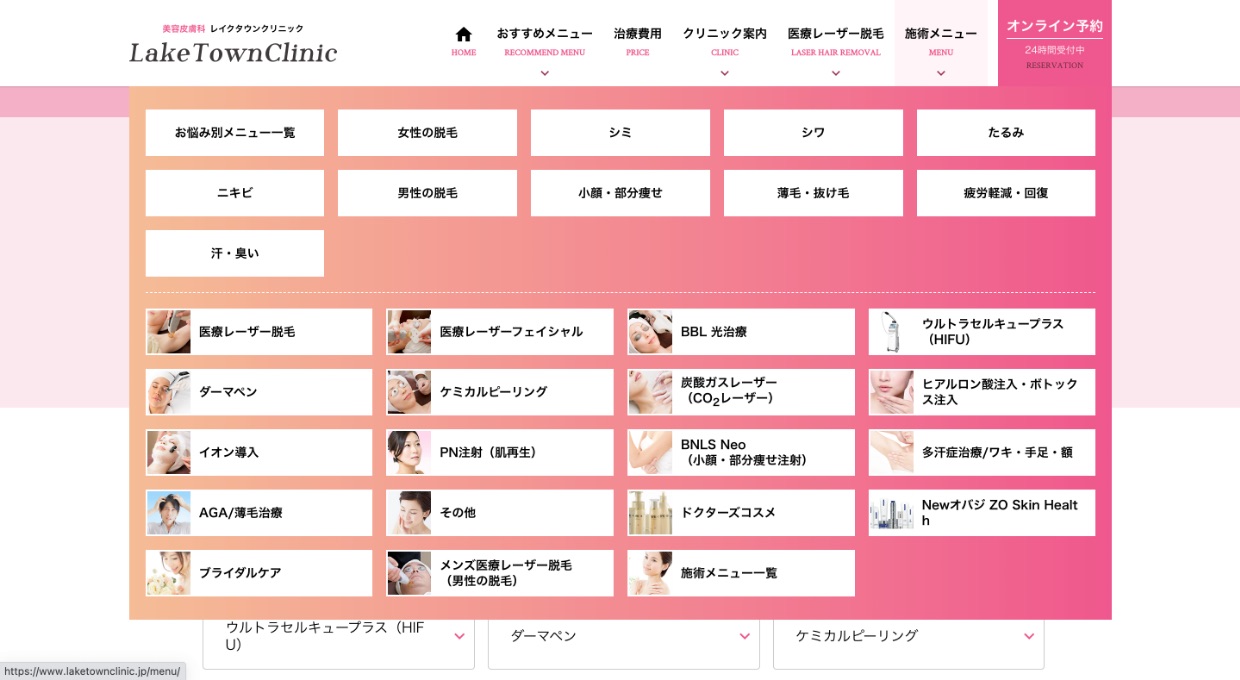 美容皮膚科 レイクタウンクリニック
LakeTownClinic
HOME
おすすめメニュー
RECOMMEND MENU
治療費用
PRICE
クリニック案内
CLINIC
医療レーザー脱毛
LASER HAIR REMOVAL
施術メニュー
MENU
オンライン予約
24時間受付中
RESERVATION
お悩み別メニュー一覧
女性の脱毛
シミ
シワ
たるみ
ニキビ
男性の脱毛
小顔・部分痩せ
薄毛・抜け毛
疲労軽減・回復
汗・臭い
医療レーザー脱毛
医療レーザーフェイシャル
BBL 光治療
ウルトラセルキュープラス
（HIFU）
ダーマペン
ケミカルピーリング
炭酸ガスレーザー
（CO2レーザー）
ヒアルロン酸注入・ボトック
ス注入
イオン導入
PN注射（肌再生）
BNLS Neo
（小顔・部分痩せ注射）
多汗症治療/ワキ・手足・額
AGA/薄毛治療
その他
ドクターズコスメ
Newオバジ ZO Skin Healt
h
ブライダルケア
メンズ医療レーザー脱毛
（男性の脱毛）
施術メニュー一覧
ウルトラセルキュープラス（HIF
U）
ダーマペン
ケミカルピーリング
https://www.laketownclinic.jp/menu/